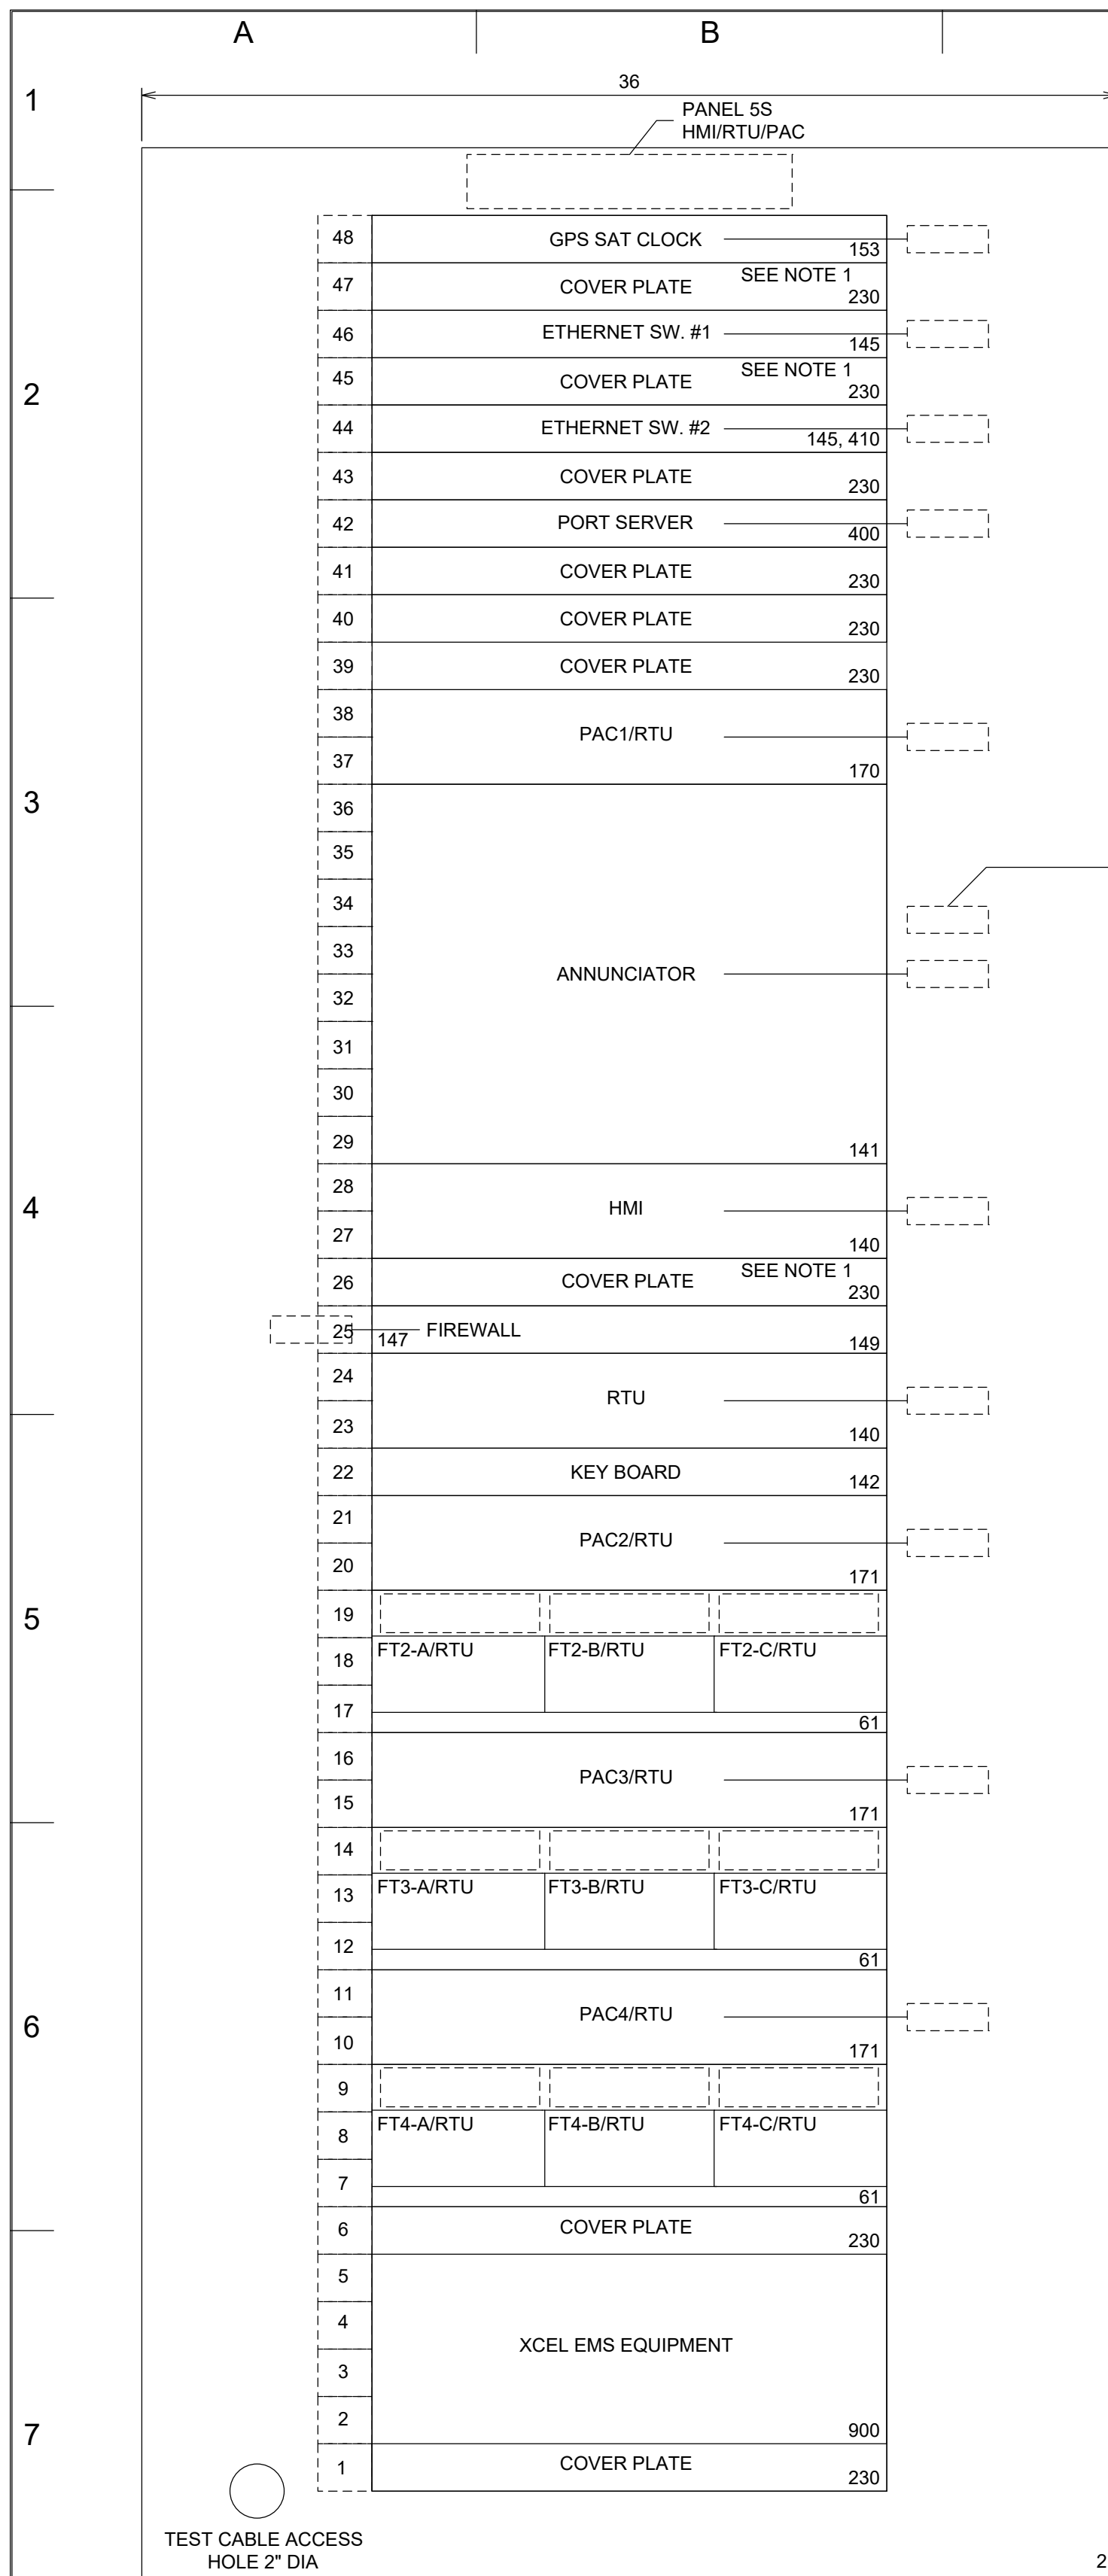 A
B
1
36
PANEL 5S
HMI/RTU/PAC
48
GPS SAT CLOCK
153
47
COVER PLATE
SEE NOTE 1
230
46
ETHERNET SW. #1
145
2
45
COVER PLATE
SEE NOTE 1
230
44
ETHERNET SW. #2
145, 410
43
COVER PLATE
230
42
PORT SERVER
400
41
COVER PLATE
230
40
COVER PLATE
230
39
COVER PLATE
230
38
PAC1/RTU
37
170
3
36
35
34
33
ANNUNCIATOR
32
31
30
29
141
4
28
HMI
27
140
26
COVER PLATE
SEE NOTE 1
230
25
147
FIREWALL
149
24
RTU
23
140
22
KEY BOARD
142
21
PAC2/RTU
20
171
5
19
18
FT2-A/RTU
FT2-B/RTU
FT2-C/RTU
17
61
16
PAC3/RTU
15
171
14
13
FT3-A/RTU
FT3-B/RTU
FT3-C/RTU
12
61
6
11
PAC4/RTU
10
171
9
8
FT4-A/RTU
FT4-B/RTU
FT4-C/RTU
7
61
6
COVER PLATE
230
5
4
XCEL EMS EQUIPMENT
3
2
900
7
1
COVER PLATE
230
TEST CABLE ACCESS
HOLE 2" DIA
2